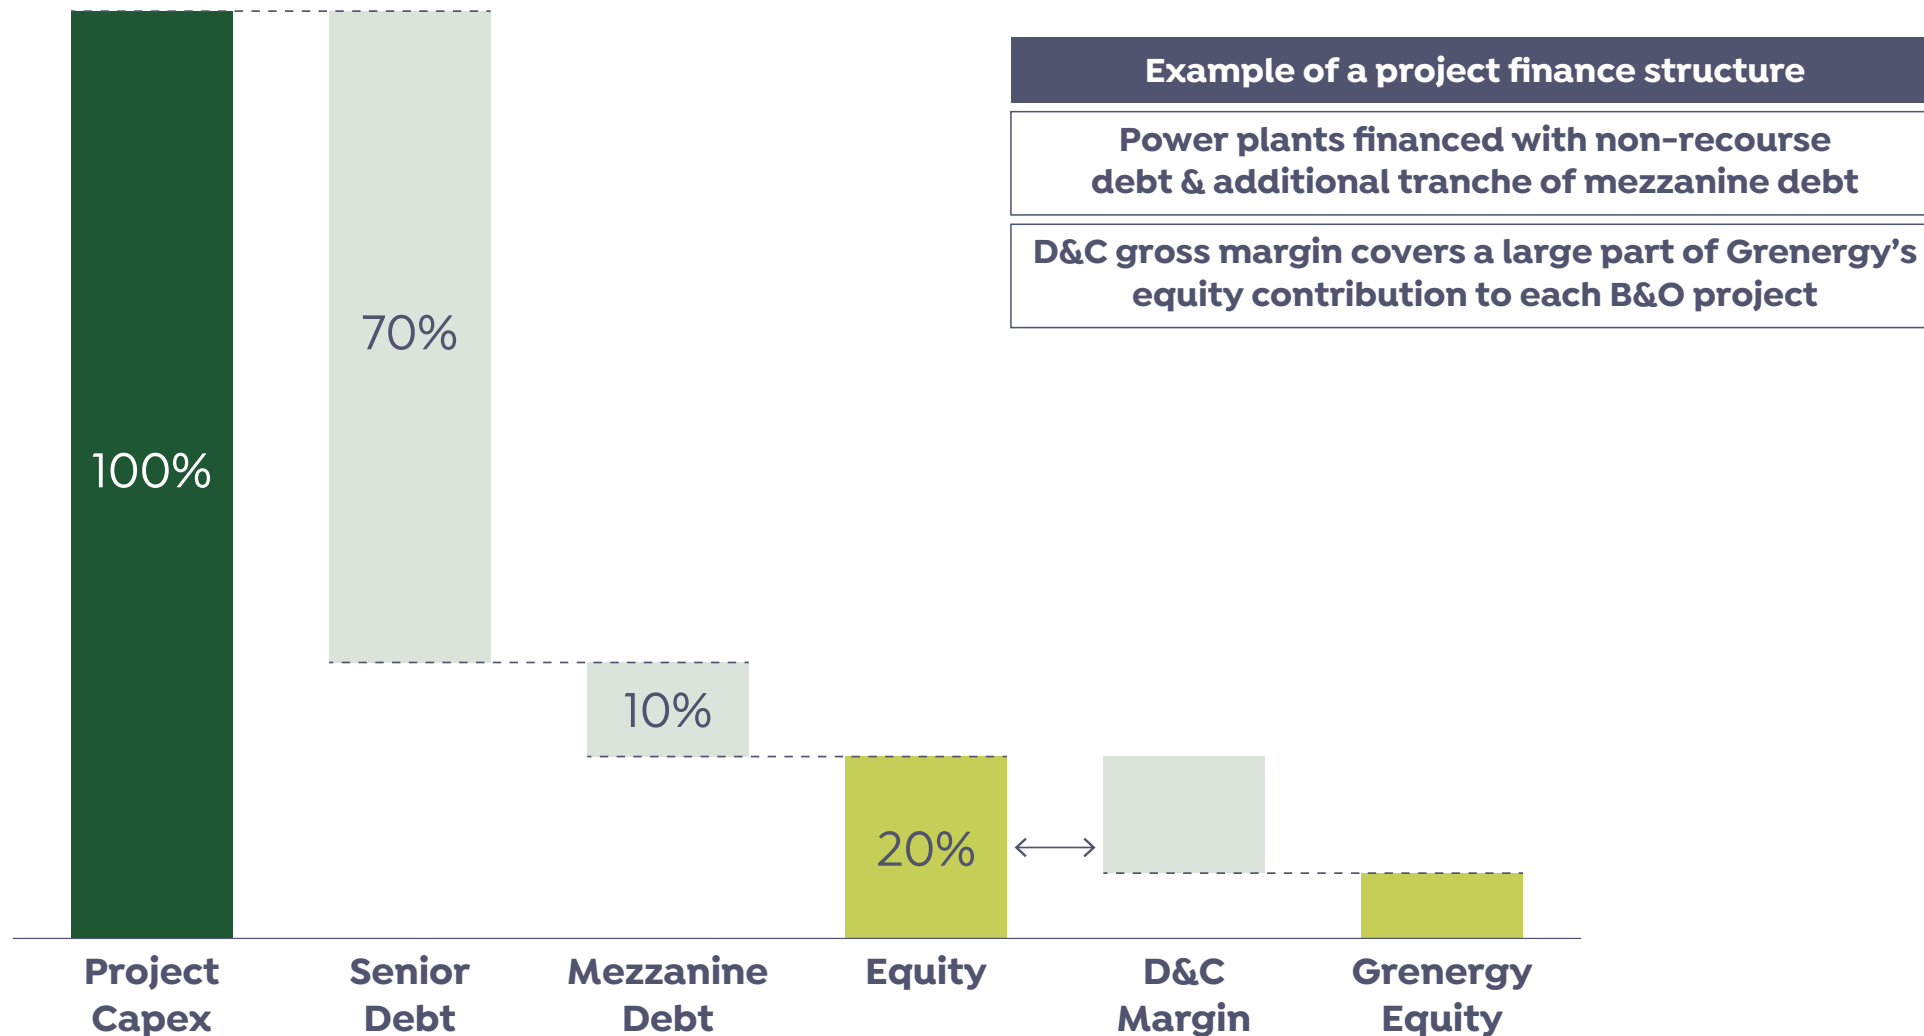 Example of a project finance structure
Power plants financed with non-recourse
debt & additional tranche of mezzanine debt
D&C gross margin covers a large part of Grenergy’s
equity contribution to each B&O project
100%
70%
10%
20%
Project
Capex
Senior
Debt
Mezzanine
Debt
Equity
D&C
Margin
Grenergy
Equity